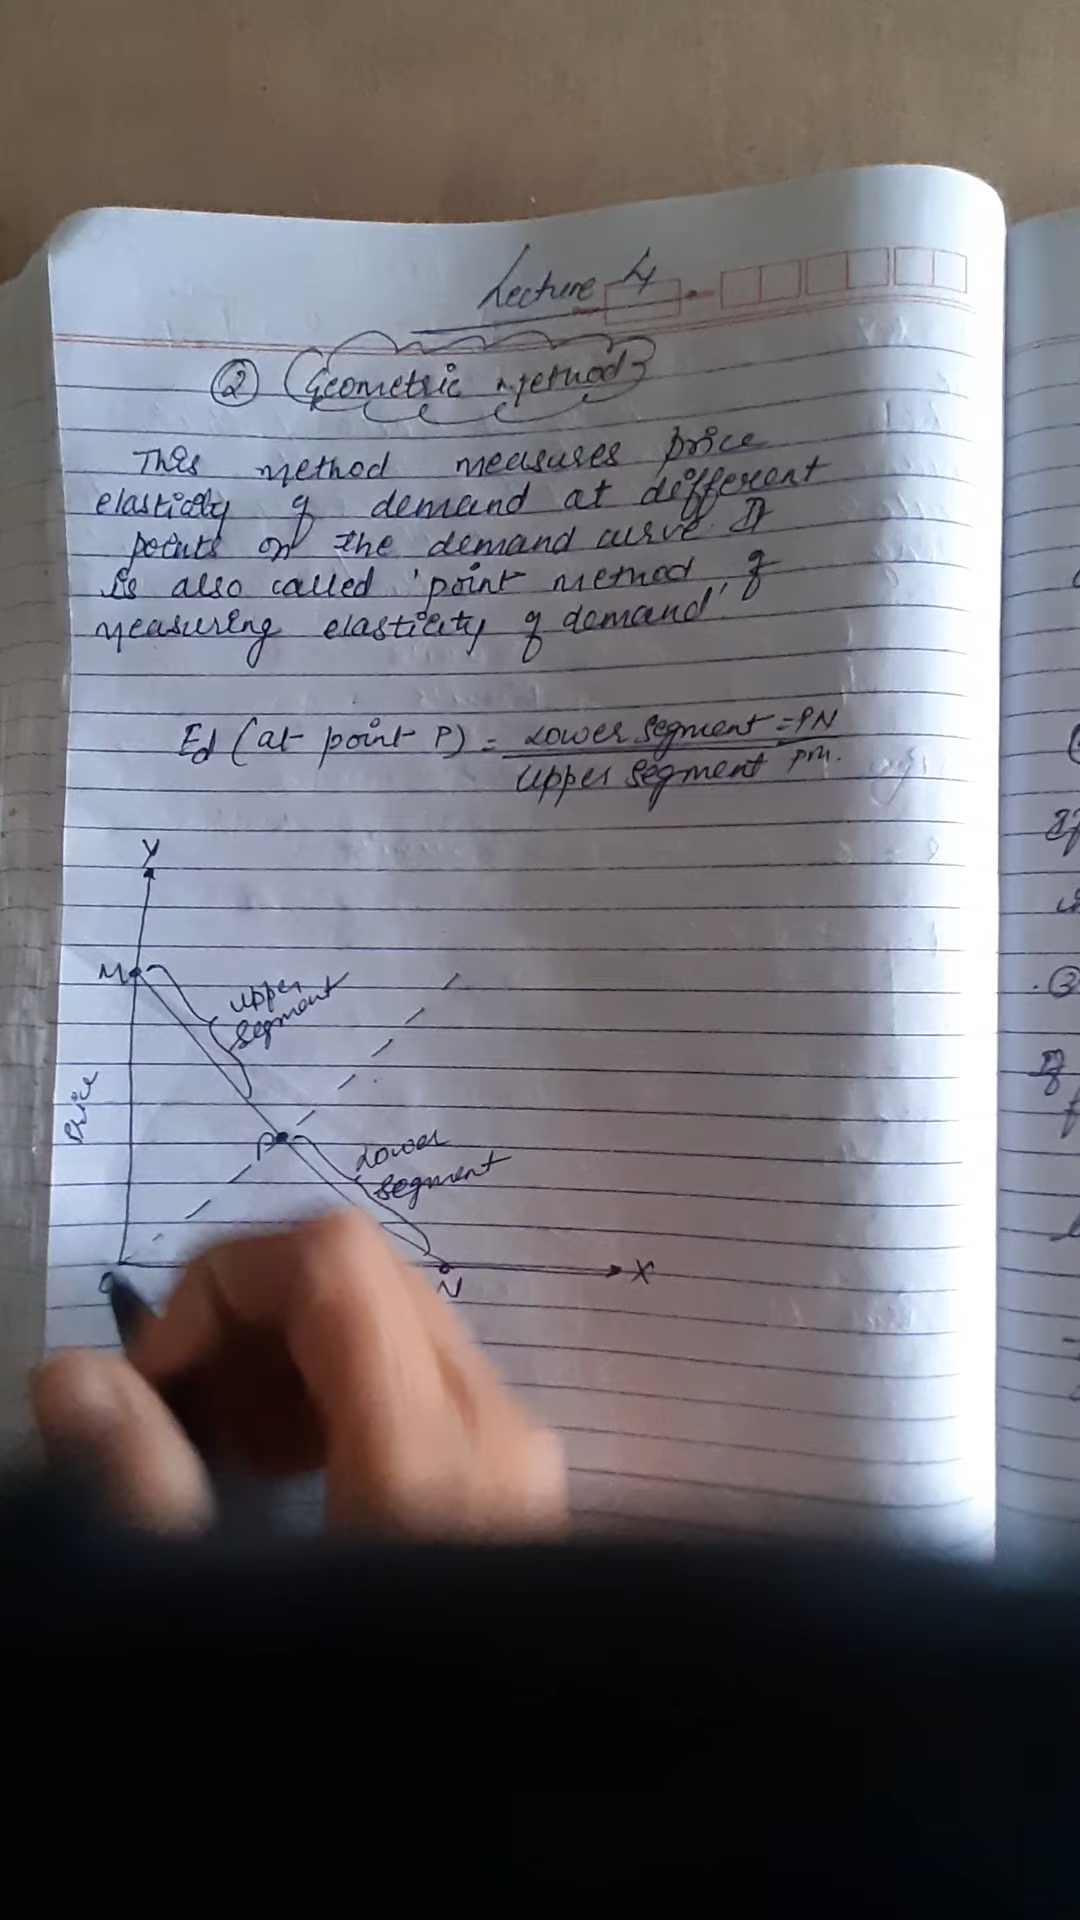 Lecture - 4
② Geometric method
This method measures price
elasticity of demand at different
points on the demand curve. It
is also called 'point method of
measuring elasticity of demand'.
Ed (at point P) = Lower segment = PN
Upper segment PM.
Y
M
Upper
segment
Price
P
Lower
segment
O
N
X